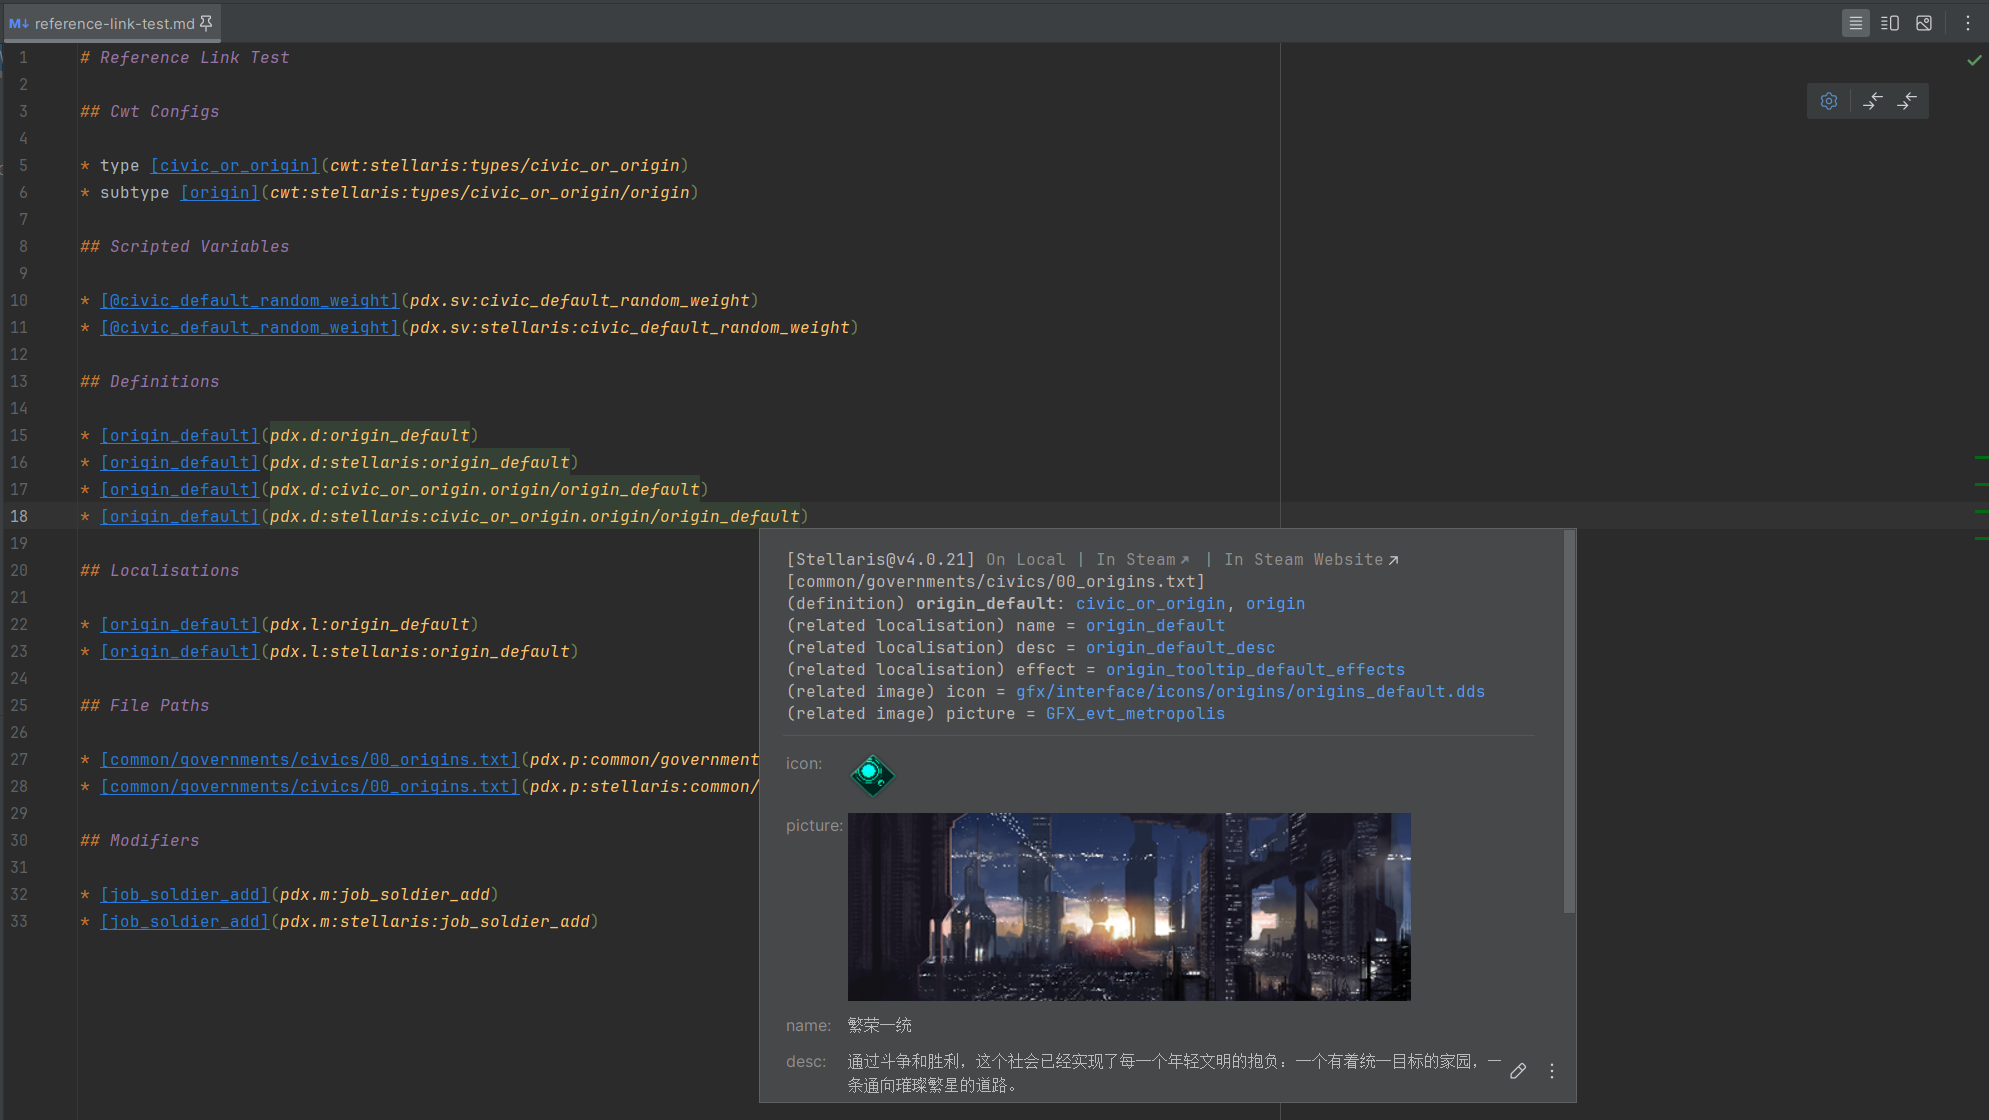 M↓ reference-link-test.md
1 # Reference Link Test
2
3 ## Cwt Configs
4
5 * type [civic_or_origin](cwt:stellaris:types/civic_or_origin)
6 * subtype [origin](cwt:stellaris:types/civic_or_origin/origin)
7
8 ## Scripted Variables
9
10 * [@civic_default_random_weight](pdx.sv:civic_default_random_weight)
11 * [@civic_default_random_weight](pdx.sv:stellaris:civic_default_random_weight)
12
13 ## Definitions
14
15 * [origin_default](pdx.d:origin_default)
16 * [origin_default](pdx.d:stellaris:origin_default)
17 * [origin_default](pdx.d:civic_or_origin.origin/origin_default)
18 * [origin_default](pdx.d:stellaris:civic_or_origin.origin/origin_default)
19
20 ## Localisations
21
22 * [origin_default](pdx.l:origin_default)
23 * [origin_default](pdx.l:stellaris:origin_default)
24
25 ## File Paths
26
27 * [common/governments/civics/00_origins.txt](pdx.p:common/government
28 * [common/governments/civics/00_origins.txt](pdx.p:stellaris:common/
29
30 ## Modifiers
31
32 * [job_soldier_add](pdx.m:job_soldier_add)
33 * [job_soldier_add](pdx.m:stellaris:job_soldier_add)
[Stellaris@v4.0.21] On Local | In Steam↗ | In Steam Website↗
[common/governments/civics/00_origins.txt]
(definition) origin_default: civic_or_origin, origin
(related localisation) name = origin_default
(related localisation) desc = origin_default_desc
(related localisation) effect = origin_tooltip_default_effects
(related image) icon = gfx/interface/icons/origins/origins_default.dds
(related image) picture = GFX_evt_metropolis
icon:
picture:
name: 繁荣一统
desc: 通过斗争和胜利，这个社会已经实现了每一个年轻文明的抱负：一个有着统一目标的家园，一
条通向璀璨繁星的道路。